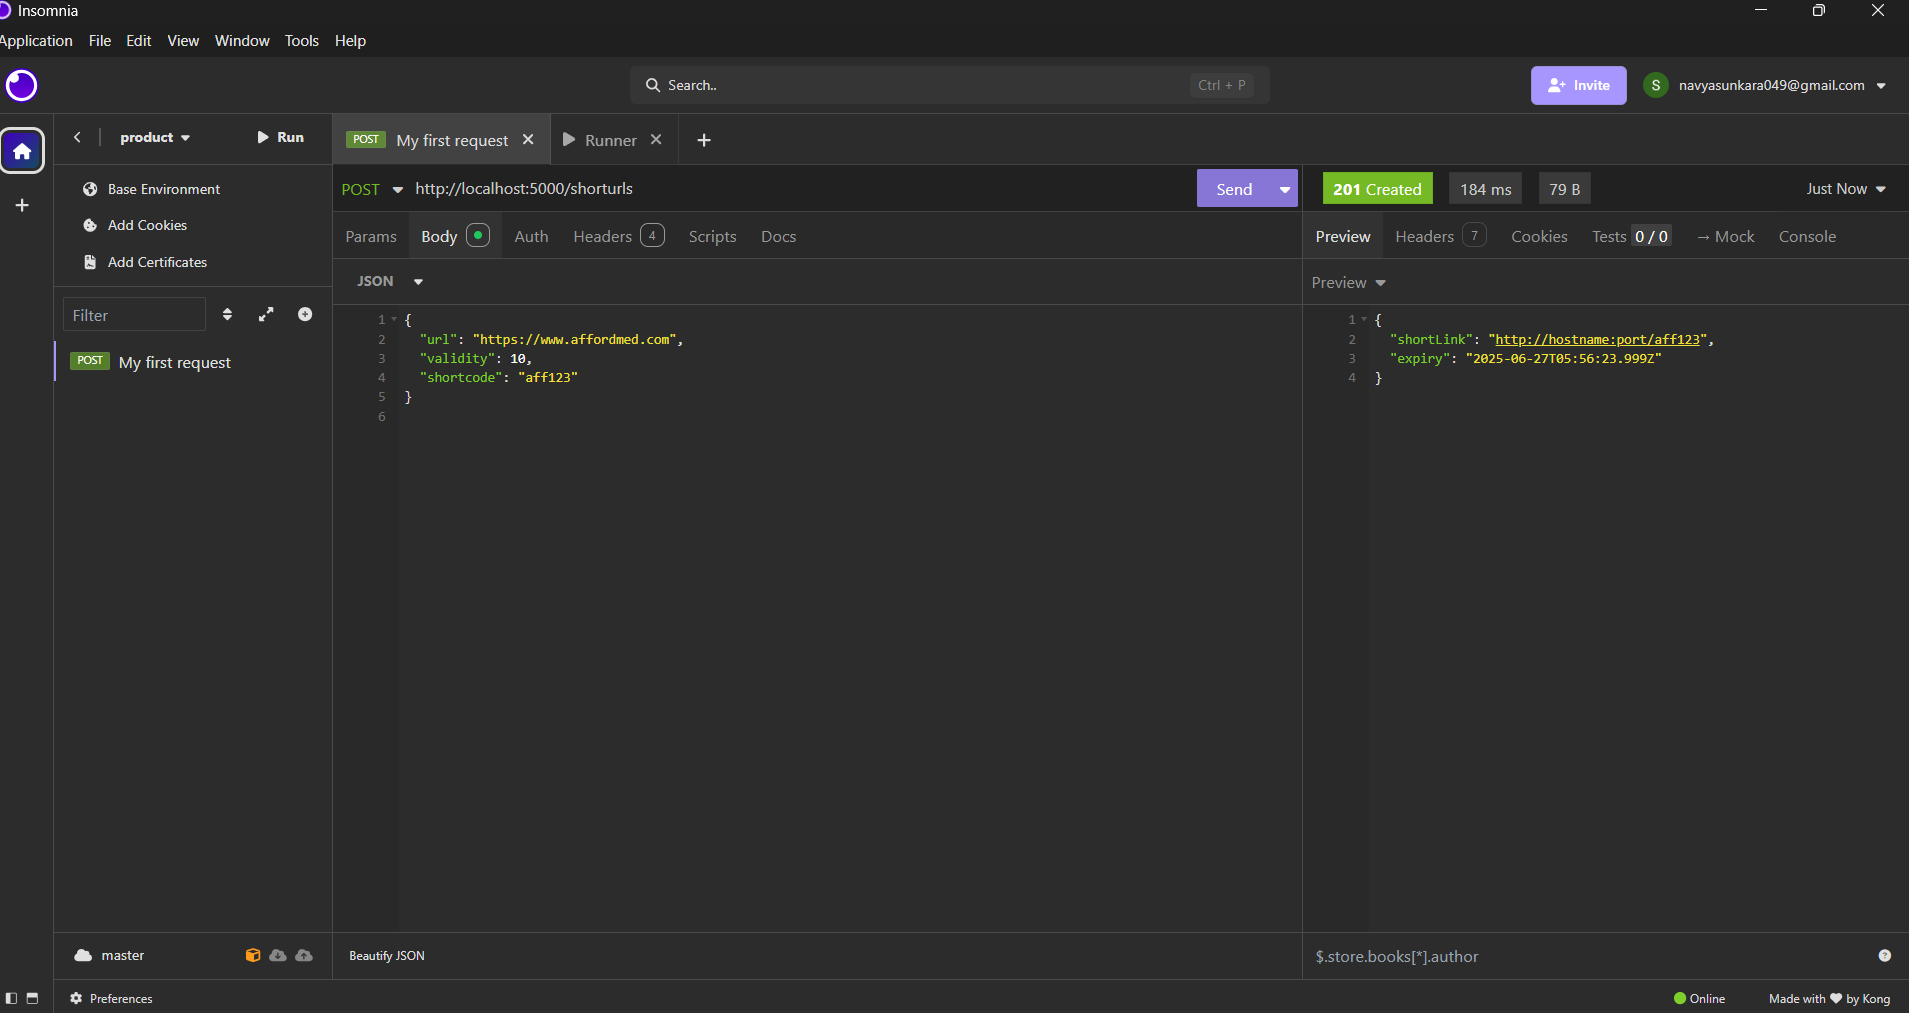 Insomnia
Application File Edit View Window Tools Help
Search.. Ctrl + P Invite S navyasunkara049@gmail.com
product Run
POST My first request Runner
Base Environment
Add Cookies
Add Certificates
Filter
POST My first request
POST http://localhost:5000/shorturls Send
Params Body Auth Headers 4 Scripts Docs
JSON
1 {
2 "url": "https://www.affordmed.com",
3 "validity": 10,
4 "shortcode": "aff123"
5 }
6
201 Created 184 ms 79 B Just Now
Preview Headers 7 Cookies Tests 0 / 0 → Mock Console
Preview
1 {
2 "shortLink": "http://hostname:port/aff123",
3 "expiry": "2025-06-27T05:56:23.999Z"
4 }
master
Beautify JSON
$.store.books[*].author
Preferences
Online Made with ♥ by Kong